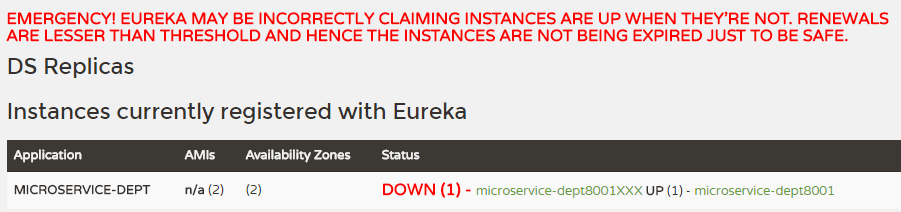 EMERGENCY! EUREKA MAY BE INCORRECTLY CLAIMING INSTANCES ARE UP WHEN THEY'RE NOT. RENEWALS
ARE LESSER THAN THRESHOLD AND HENCE THE INSTANCES ARE NOT BEING EXPIRED JUST TO BE SAFE.
DS Replicas
Instances currently registered with Eureka
Application AMIs Availability Zones Status
MICROSERVICE-DEPT n/a (2) (2) DOWN (1) - microservice-dept8001XXX UP (1) - microservice-dept8001